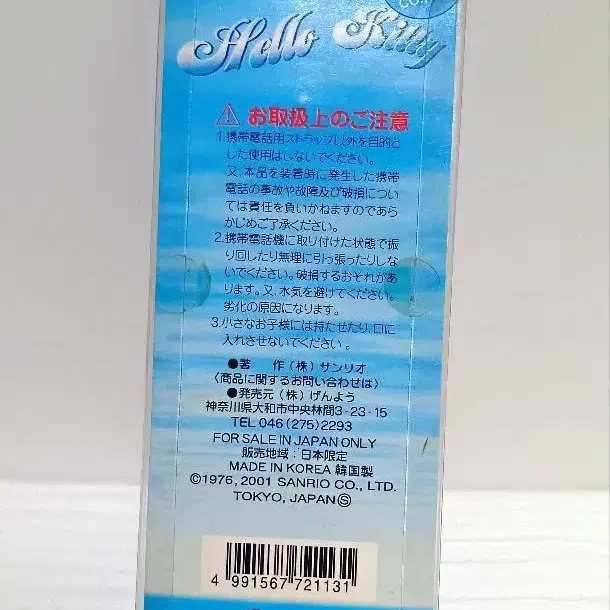 CO.,
Hello Kitty
⚠ お取扱上のご注意
1.携帯電話用ストラップ以外を目的と
した使用はしないでください。
又、本品を装着時に発生した携帯
電話の事故や故障及び破損につい
ては責任を負いかねますのであら
かじめご了承ください。
2.携帯電話機に取り付けた状態で振
り回したり無理に引っ張ったりしな
いでください。破損するおそれがあ
ります。又、水気を避けてください。
劣化の原因になります。
3.小さなお子様には持たせたり、口に
入れさせないでください。
●著 作(株)サンリオ
〈商品に関するお問い合わせは〉
●発売元(株)げんよう
神奈川県大和市中央林間3-23-15
TEL 046(275)2293
FOR SALE IN JAPAN ONLY
販売地域:日本限定
MADE IN KOREA 韓国製
©1976, 2001 SANRIO CO., LTD.
TOKYO, JAPAN Ⓢ
4 991567 721131